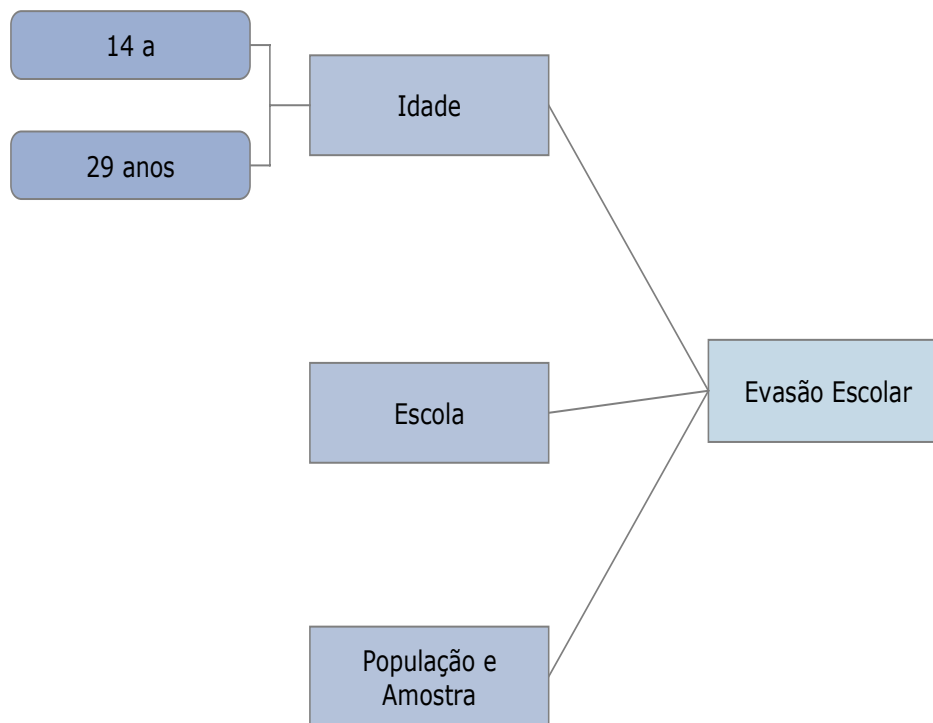 14 a
29 anos
Idade
Escola
População e
Amostra
Evasão Escolar